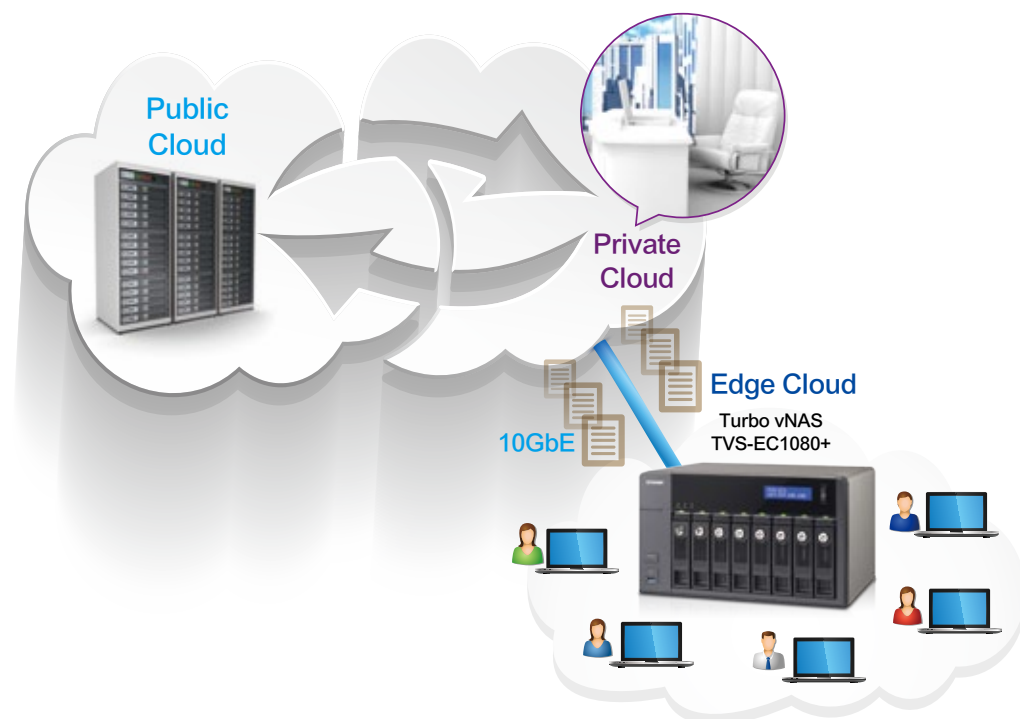 Public
Cloud
Private
Cloud
Edge Cloud
Turbo vNAS
TVS-EC1080+
10GbE